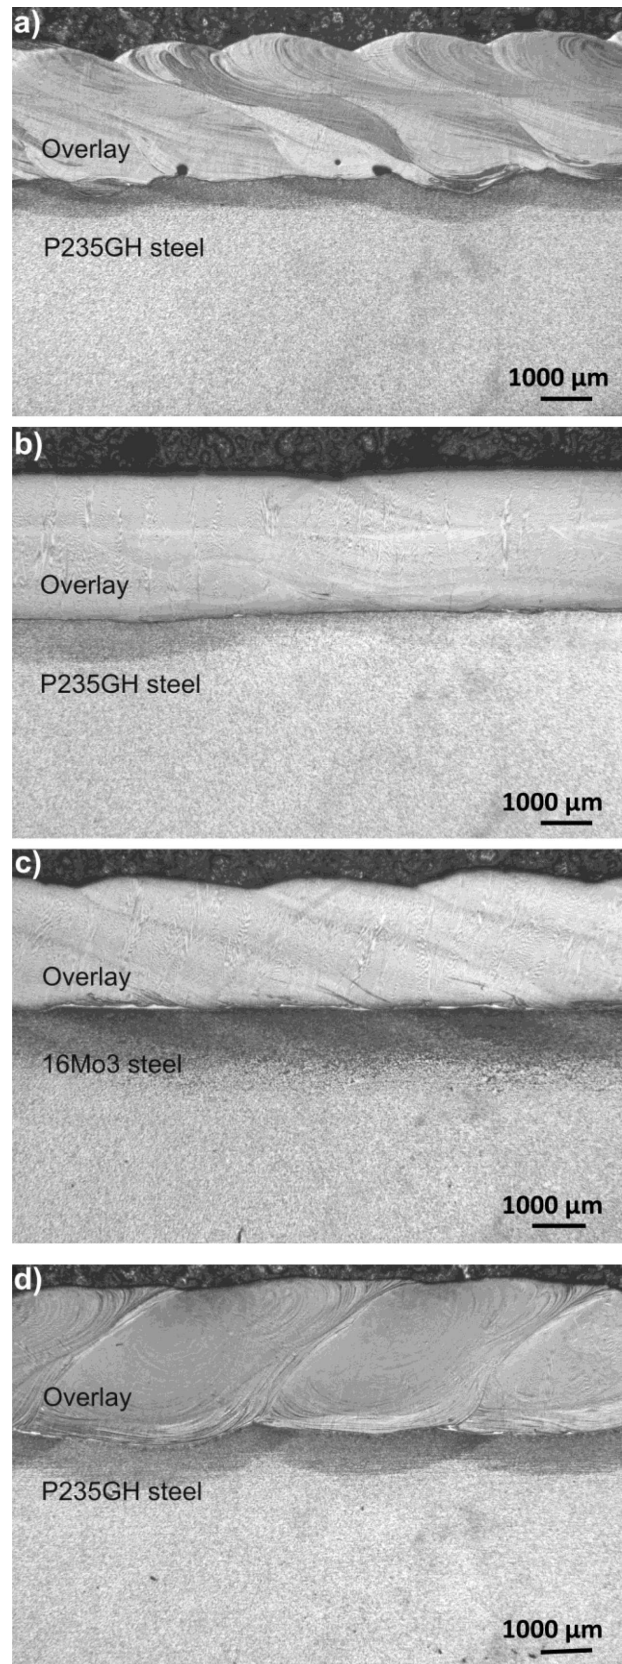 a)
Overlay
P235GH steel
1000 µm
b)
Overlay
P235GH steel
1000 µm
c)
Overlay
16Mo3 steel
1000 µm
d)
Overlay
P235GH steel
1000 µm